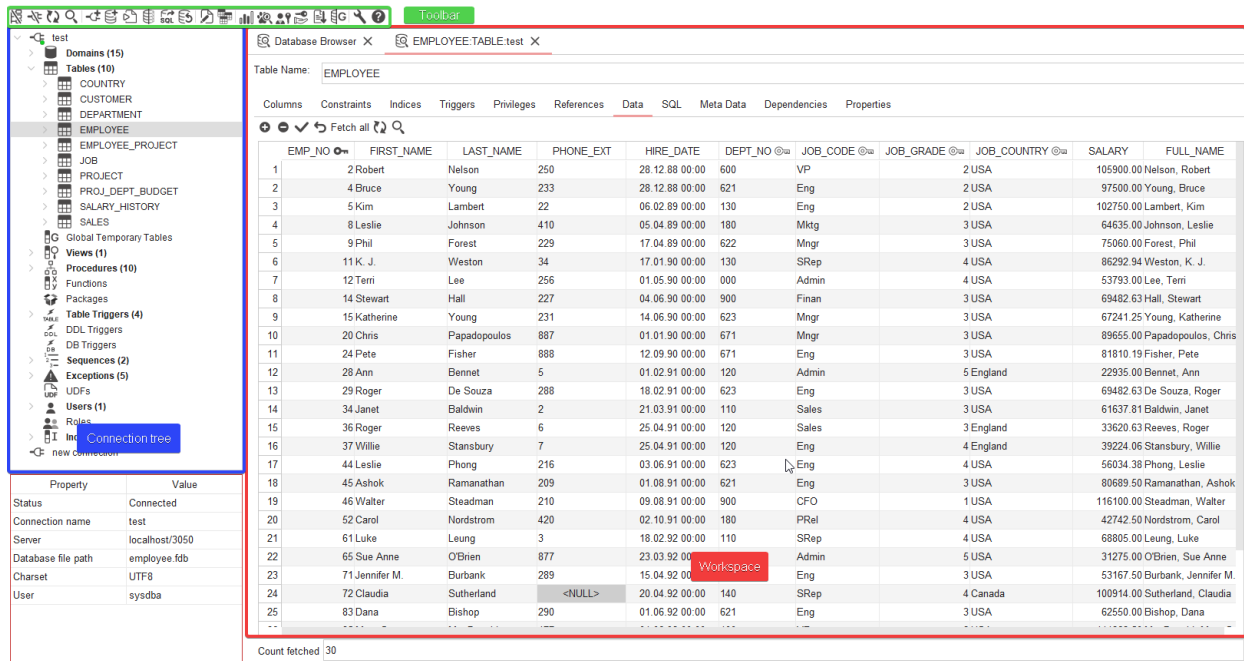 Toolbar
test
Domains (15)
Tables (10)
COUNTRY
CUSTOMER
DEPARTMENT
EMPLOYEE
EMPLOYEE_PROJECT
JOB
PROJECT
PROJ_DEPT_BUDGET
SALARY_HISTORY
SALES
Global Temporary Tables
Views (1)
Procedures (10)
Functions
Packages
Table Triggers (4)
DDL Triggers
DB Triggers
Sequences (2)
Exceptions (5)
UDFs
Users (1)
Roles
Connection tree
new connection
Property Value
Status Connected
Connection name test
Server localhost/3050
Database file path employee.fdb
Charset UTF8
User sysdba
Database Browser EMPLOYEE:TABLE:test
Table Name: EMPLOYEE
Columns Constraints Indices Triggers Privileges References Data SQL Meta Data Dependencies Properties
Fetch all
EMP_NO FIRST_NAME LAST_NAME PHONE_EXT HIRE_DATE DEPT_NO JOB_CODE JOB_GRADE JOB_COUNTRY SALARY FULL_NAME
1 2 Robert Nelson 250 28.12.88 00:00 600 VP 2 USA 105900.00 Nelson, Robert
2 4 Bruce Young 233 28.12.88 00:00 621 Eng 2 USA 97500.00 Young, Bruce
3 5 Kim Lambert 22 06.02.89 00:00 130 Eng 2 USA 102750.00 Lambert, Kim
4 8 Leslie Johnson 410 05.04.89 00:00 180 Mktg 3 USA 64635.00 Johnson, Leslie
5 9 Phil Forest 229 17.04.89 00:00 622 Mngr 3 USA 75060.00 Forest, Phil
6 11 K. J. Weston 34 17.01.90 00:00 130 SRep 4 USA 86292.94 Weston, K. J.
7 12 Terri Lee 256 01.05.90 00:00 000 Admin 4 USA 53793.00 Lee, Terri
8 14 Stewart Hall 227 04.06.90 00:00 900 Finan 3 USA 69482.63 Hall, Stewart
9 15 Katherine Young 231 14.06.90 00:00 623 Mngr 3 USA 67241.25 Young, Katherine
10 20 Chris Papadopoulos 887 01.01.90 00:00 671 Mngr 3 USA 89655.00 Papadopoulos, Chris
11 24 Pete Fisher 888 12.09.90 00:00 671 Eng 3 USA 81810.19 Fisher, Pete
12 28 Ann Bennet 5 01.02.91 00:00 120 Admin 5 England 22935.00 Bennet, Ann
13 29 Roger De Souza 288 18.02.91 00:00 623 Eng 3 USA 69482.63 De Souza, Roger
14 34 Janet Baldwin 2 21.03.91 00:00 110 Sales 3 USA 61637.81 Baldwin, Janet
15 36 Roger Reeves 6 25.04.91 00:00 120 Sales 3 England 33620.63 Reeves, Roger
16 37 Willie Stansbury 7 25.04.91 00:00 120 Eng 4 England 39224.06 Stansbury, Willie
17 44 Leslie Phong 216 03.06.91 00:00 623 Eng 4 USA 56034.38 Phong, Leslie
18 45 Ashok Ramanathan 209 01.08.91 00:00 621 Eng 3 USA 80689.50 Ramanathan, Ashok
19 46 Walter Steadman 210 09.08.91 00:00 900 CFO 1 USA 116100.00 Steadman, Walter
20 52 Carol Nordstrom 420 02.10.91 00:00 180 PRel 4 USA 42742.50 Nordstrom, Carol
21 61 Luke Leung 3 18.02.92 00:00 110 SRep 4 USA 68805.00 Leung, Luke
22 65 Sue Anne O'Brien 877 23.03.92 Admin 5 USA 31275.00 O'Brien, Sue Anne
23 71 Jennifer M. Burbank 289 15.04.92 Eng 3 USA 53167.50 Burbank, Jennifer M.
24 72 Claudia Sutherland <NULL> 20.04.92 00:00 140 SRep 4 Canada 100914.00 Sutherland, Claudia
25 83 Dana Bishop 290 01.06.92 00:00 621 Eng 3 USA 62550.00 Bishop, Dana
Workspace
Count fetched 30